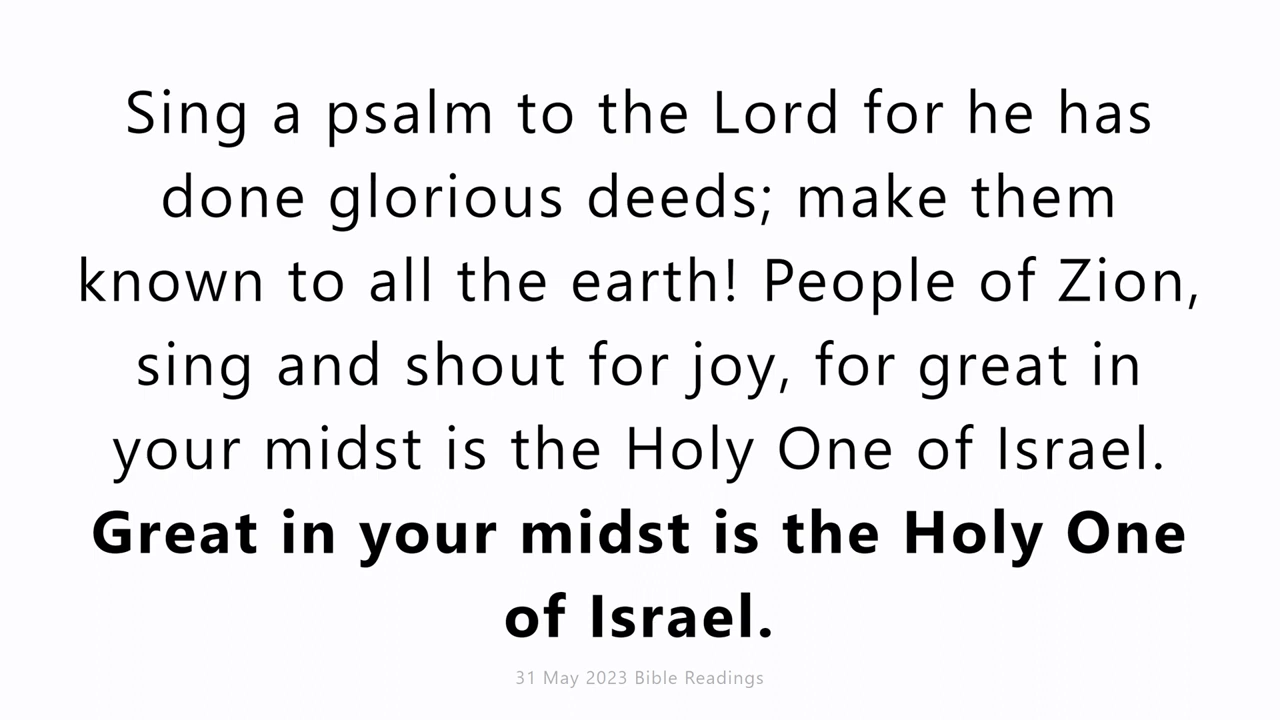 Sing a psalm to the Lord for he has
done glorious deeds; make them
known to all the earth! People of Zion,
sing and shout for joy, for great in
your midst is the Holy One of Israel.
Great in your midst is the Holy One
of Israel.
31 May 2023 Bible Readings